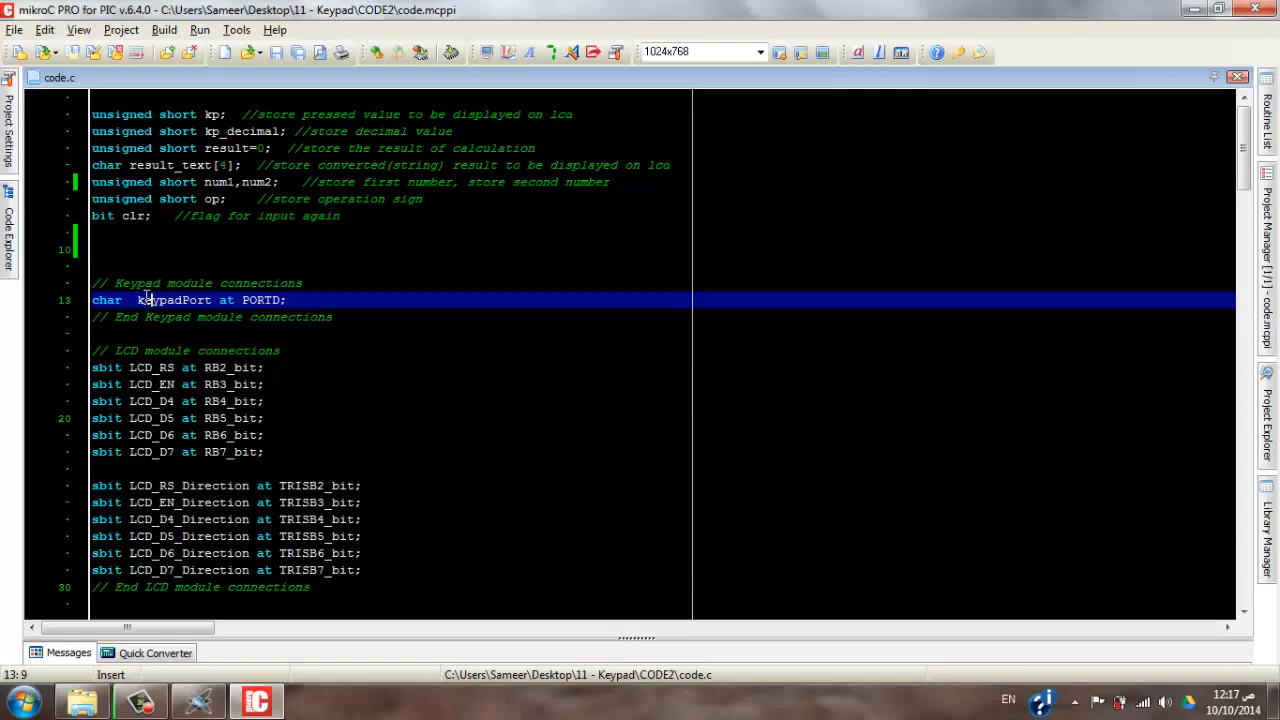 mikroC PRO for PIC v.6.4.0 - C:\Users\Sameer\Desktop\11 - Keypad\CODE2\code.mcppi
File Edit View Project Build Run Tools Help
1024x768
code.c
unsigned short kp; //store pressed value to be displayed on lcd
unsigned short kp_decimal; //store decimal value
unsigned short result=0; //store the result of calculation
char result_text[4]; //store converted(string) result to be displayed on lcd
unsigned short num1,num2; //store first number, store second number
unsigned short op; //store operation sign
bit clr; //flag for input again
10
// Keypad module connections
13 char keypadPort at PORTD;
// End Keypad module connections
// LCD module connections
sbit LCD_RS at RB2_bit;
sbit LCD_EN at RB3_bit;
sbit LCD_D4 at RB4_bit;
20 sbit LCD_D5 at RB5_bit;
sbit LCD_D6 at RB6_bit;
sbit LCD_D7 at RB7_bit;
sbit LCD_RS_Direction at TRISB2_bit;
sbit LCD_EN_Direction at TRISB3_bit;
sbit LCD_D4_Direction at TRISB4_bit;
sbit LCD_D5_Direction at TRISB5_bit;
sbit LCD_D6_Direction at TRISB6_bit;
sbit LCD_D7_Direction at TRISB7_bit;
30 // End LCD module connections
Project Settings
Code Explorer
Routine List
Project Manager [1/1] - code.mcppi
Project Explorer
Library Manager
Messages Quick Converter
13:9 Insert C:\Users\Sameer\Desktop\11 - Keypad\CODE2\code.c
EN
12:17 ص
10/10/2014